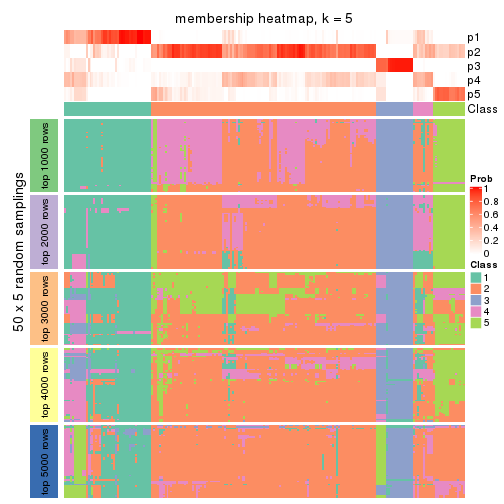 membership heatmap, k = 5
p1
p2
p3
p4
p5
Class
50 x 5 random samplings
top 1000 rows
top 2000 rows
top 3000 rows
top 4000 rows
top 5000 rows
Prob
1
0.8
0.6
0.4
0.2
0
Class
1
2
3
4
5